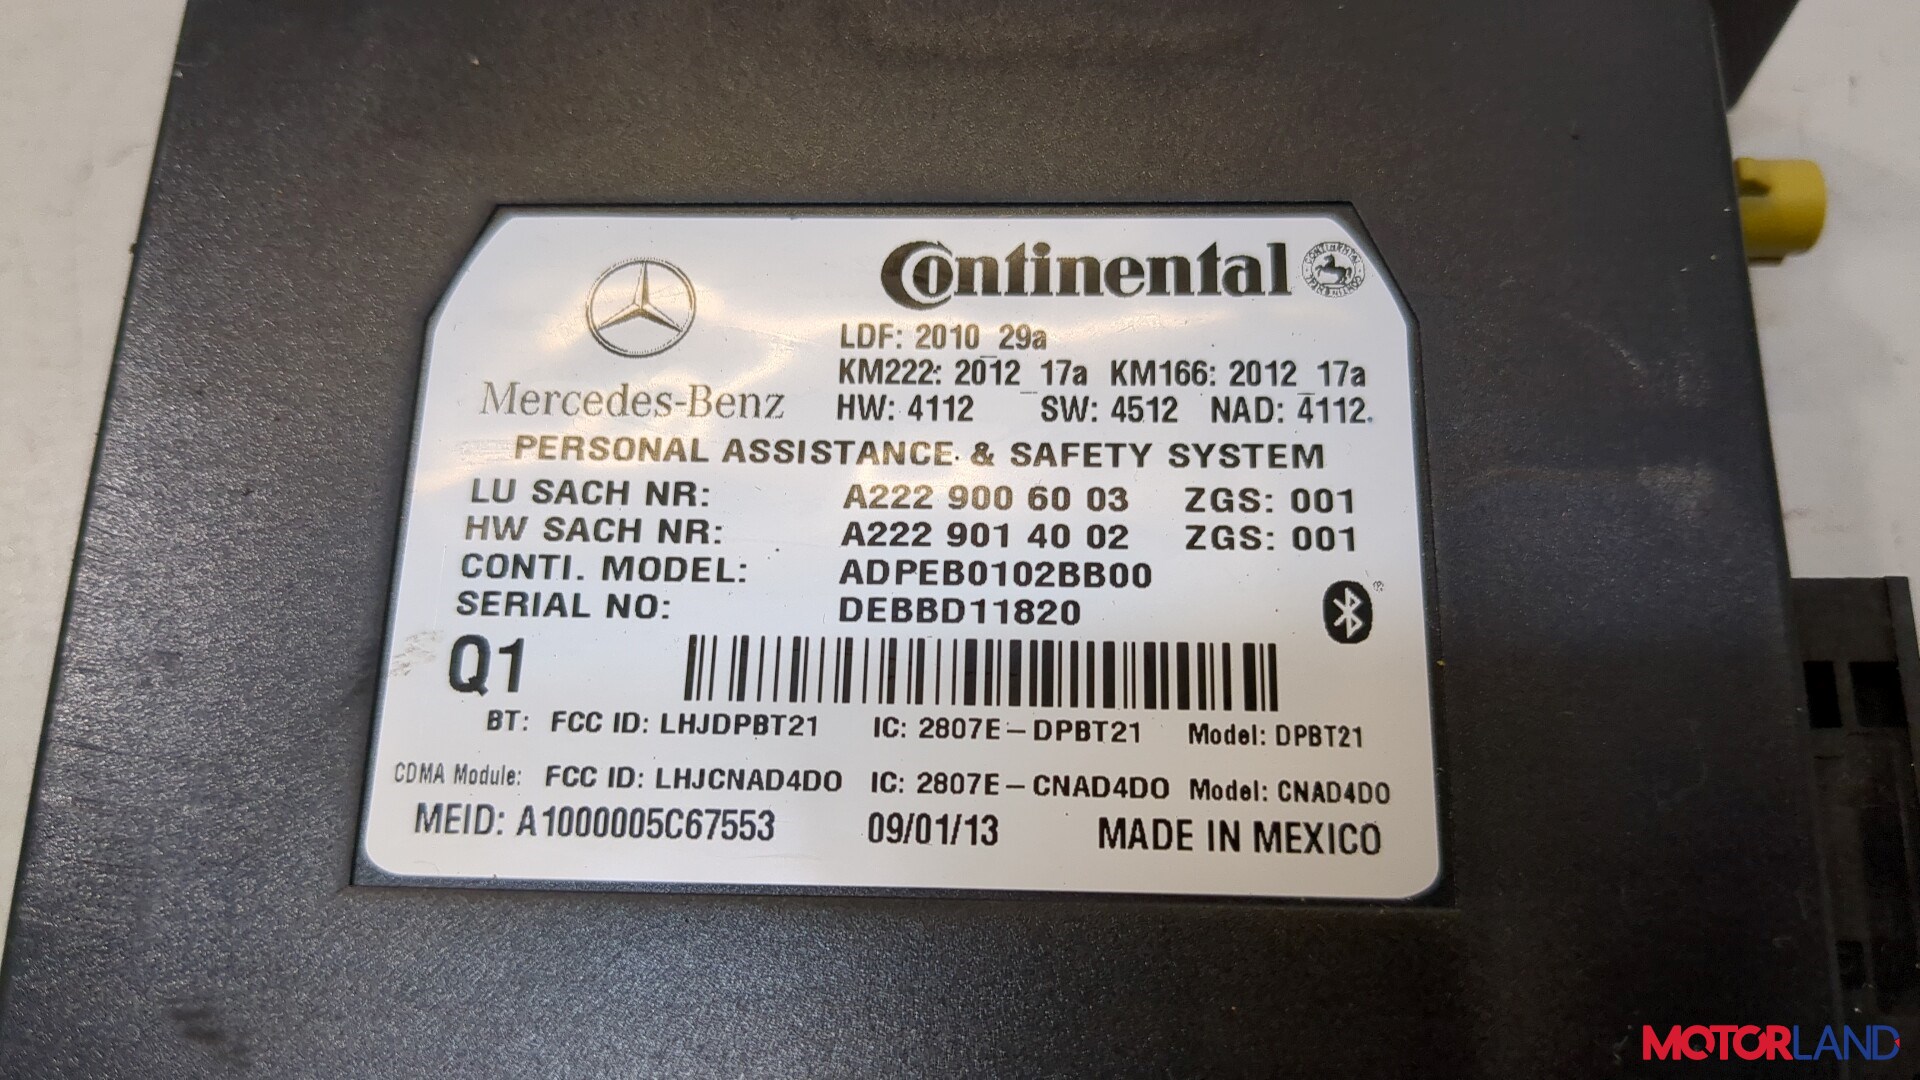 Continental
LDF: 2010_29a
KM222: 2012_17a KM166: 2012_17a
Mercedes-Benz HW: 4112 SW: 4512 NAD: 4112
PERSONAL ASSISTANCE & SAFETY SYSTEM
LU SACH NR: A222 900 60 03 ZGS: 001
HW SACH NR: A222 901 40 02 ZGS: 001
CONTI. MODEL: ADPEB0102BB00
SERIAL NO: DEBBD11820
Q1
BT: FCC ID: LHJDPBT21 IC: 2807E-DPBT21 Model: DPBT21
CDMA Module: FCC ID: LHJCNAD4DO IC: 2807E-CNAD4DO Model: CNAD4DO
MEID: A1000005C67553 09/01/13 MADE IN MEXICO
MOTORLAND